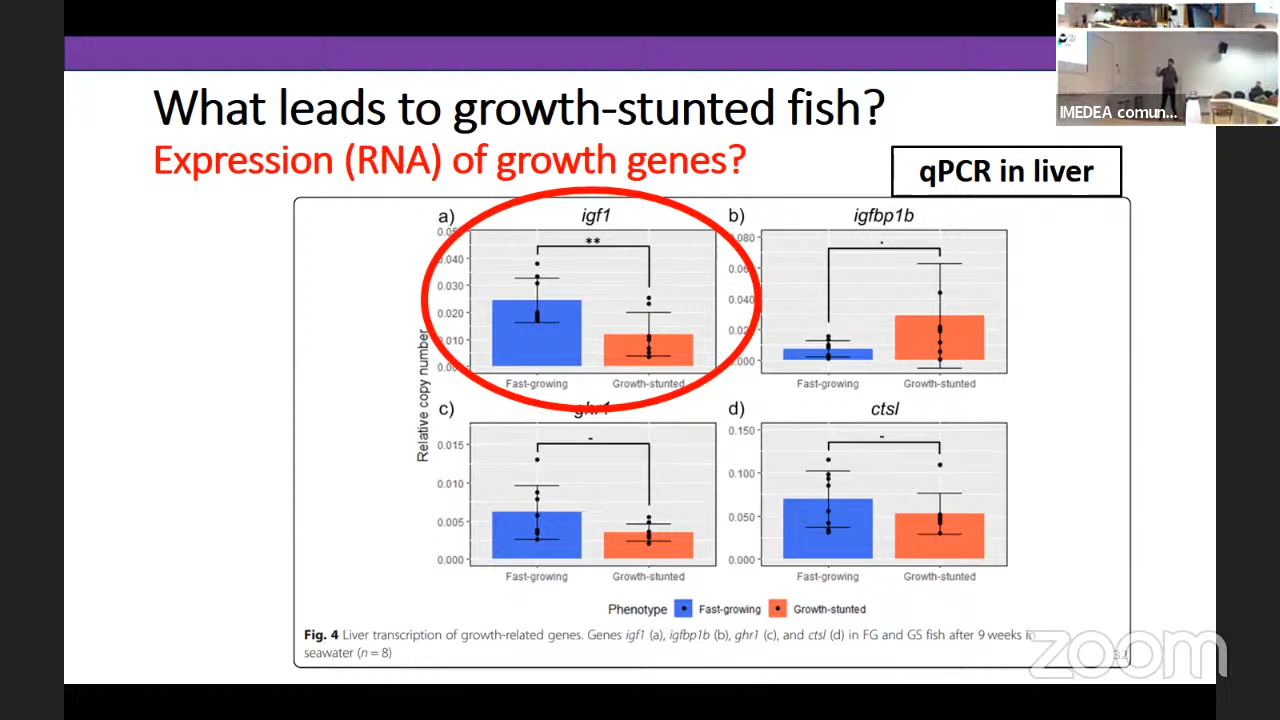 What leads to growth-stunted fish?
Expression (RNA) of growth genes?
qPCR in liver
IMEDEA comun...
a)
igf1
**
0.040
0.030
0.020
0.010
Fast-growing
Growth-stunted
b)
igfbp1b
.
0.080
0.040
0.000
Fast-growing
Growth-stunted
Relative copy number
c)
ghr1
-
0.015
0.010
0.005
0.000
Fast-growing
Growth-stunted
d)
ctsl
-
0.150
0.100
0.050
0.000
Fast-growing
Growth-stunted
Phenotype Fast-growing Growth-stunted
Fig. 4 Liver transcription of growth-related genes. Genes igf1 (a), igfbp1b (b), ghr1 (c), and ctsl (d) in FG and GS fish after 9 weeks in
seawater (n = 8)
32
zoom